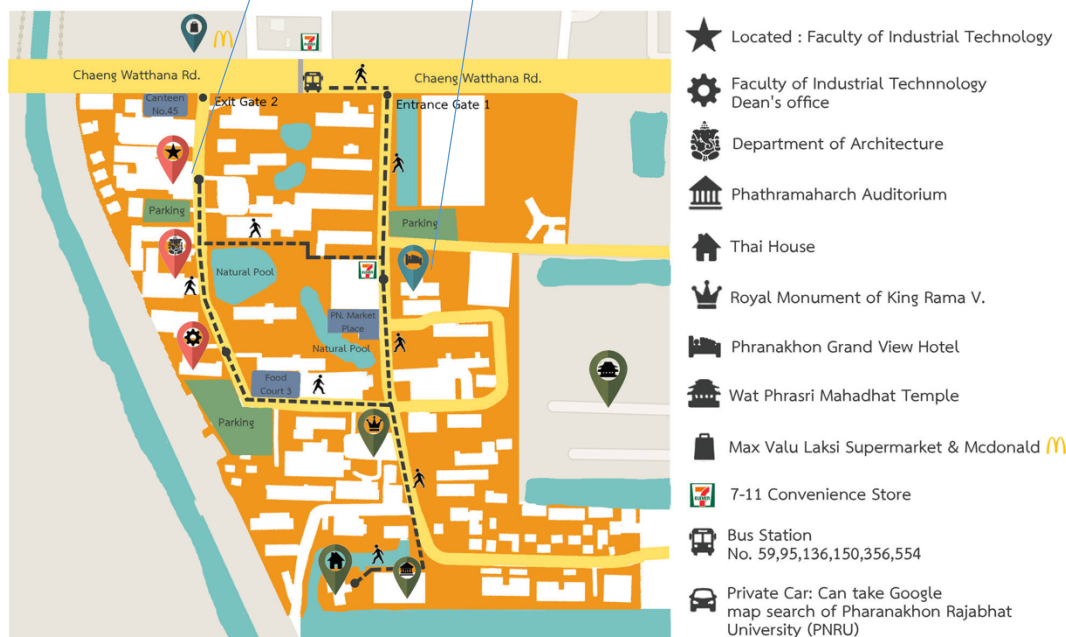 Chaeng Watthana Rd.
Chaeng Watthana Rd.
Canteen
No.45
Exit Gate 2
Entrance Gate 1
Parking
Parking
Natural Pool
7
ELEVEN
PN. Market
Place
Natural Pool
Food
Court 3
Parking
Located : Faculty of Industrial Technology
Faculty of Industrial Technnology
Dean's office
Department of Architecture
Phathramaharch Auditorium
Thai House
Royal Monument of King Rama V.
Phranakhon Grand View Hotel
Wat Phrasri Mahadhat Temple
Max Valu Laksi Supermarket & Mcdonald
7-11 Convenience Store
Bus Station
No. 59,95,136,150,356,554
Private Car: Can take Google
map search of Pharanakhon Rajabhat
University (PNRU)